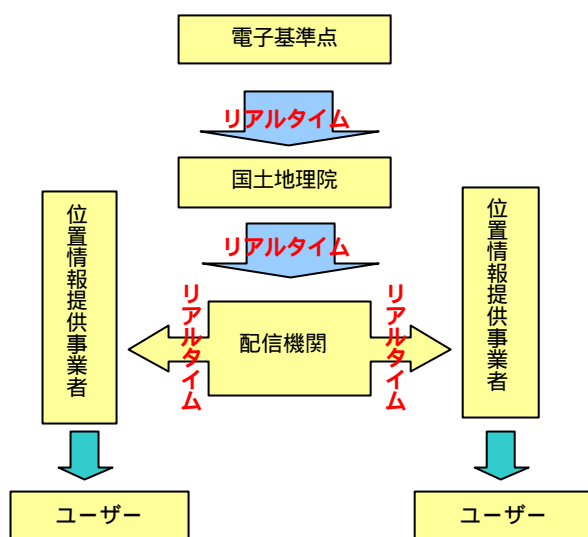 電子基準点
リアルタイム
国土地理院
リアルタイム
位置情報提供事業者
リアルタイム
配信機関
リアルタイム
位置情報提供事業者
ユーザー
ユーザー